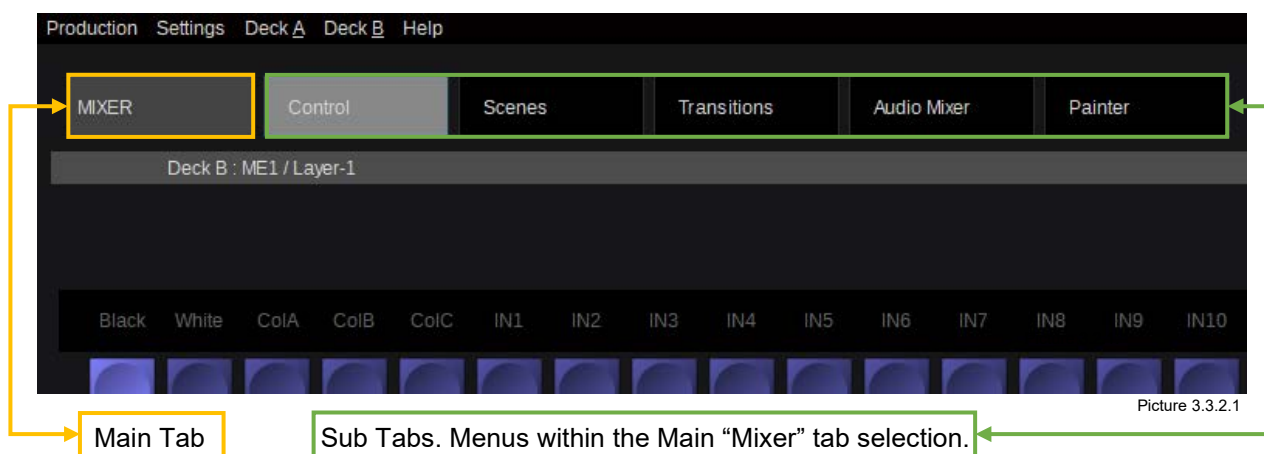 Production Settings Deck A Deck B Help
MIXER Control Scenes Transitions Audio Mixer Painter
Deck B : ME1 / Layer-1
Black White ColA ColB ColC IN1 IN2 IN3 IN4 IN5 IN6 IN7 IN8 IN9 IN10
Picture 3.3.2.1
Main Tab Sub Tabs. Menus within the Main “Mixer” tab selection.